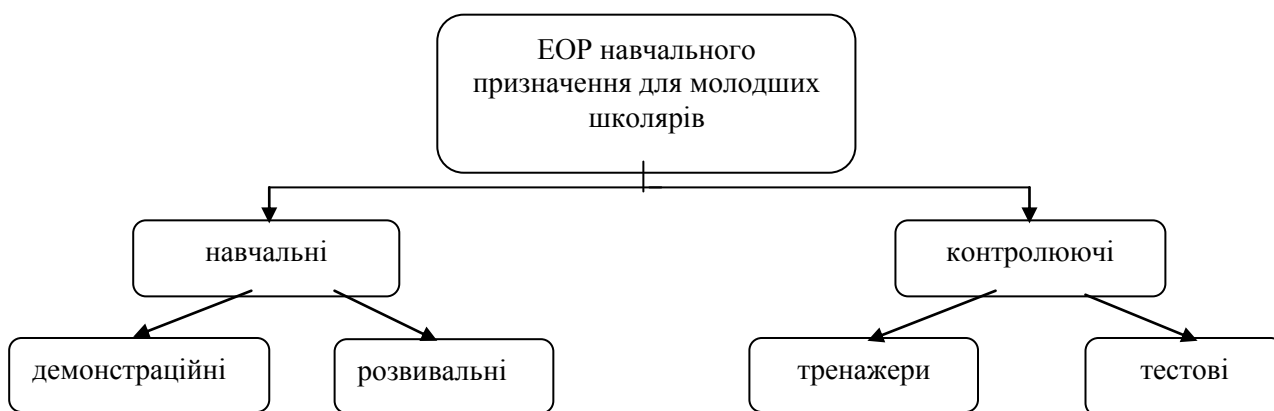 ЕОР навчального
призначення для молодших
школярів
навчальні
контролюючі
демонстраційні
розвивальні
тренажери
тестові